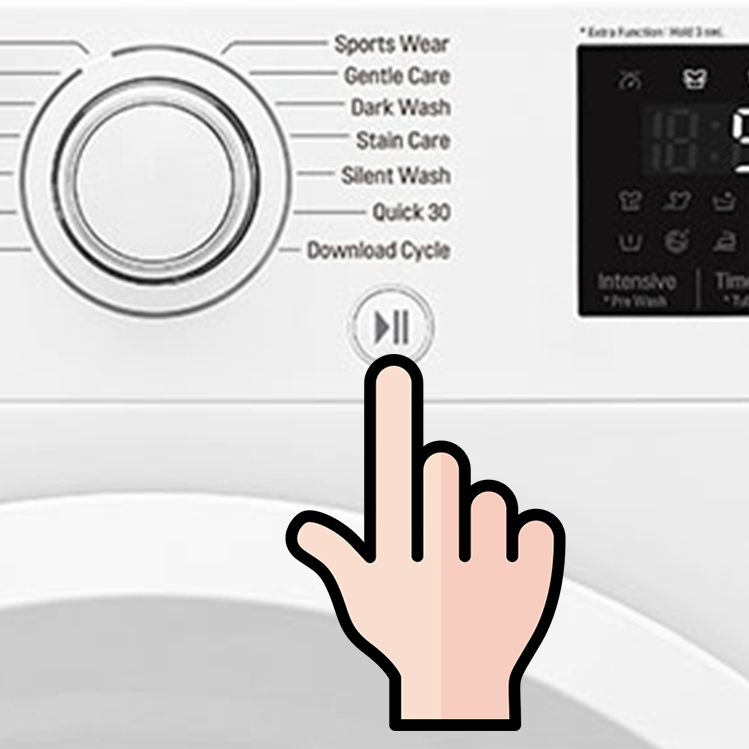 * Extra Function : Hold 3 sec.
Sports Wear
Gentle Care
Dark Wash
Stain Care
Silent Wash
Quick 30
Download Cycle
Intensive
* Pre Wash